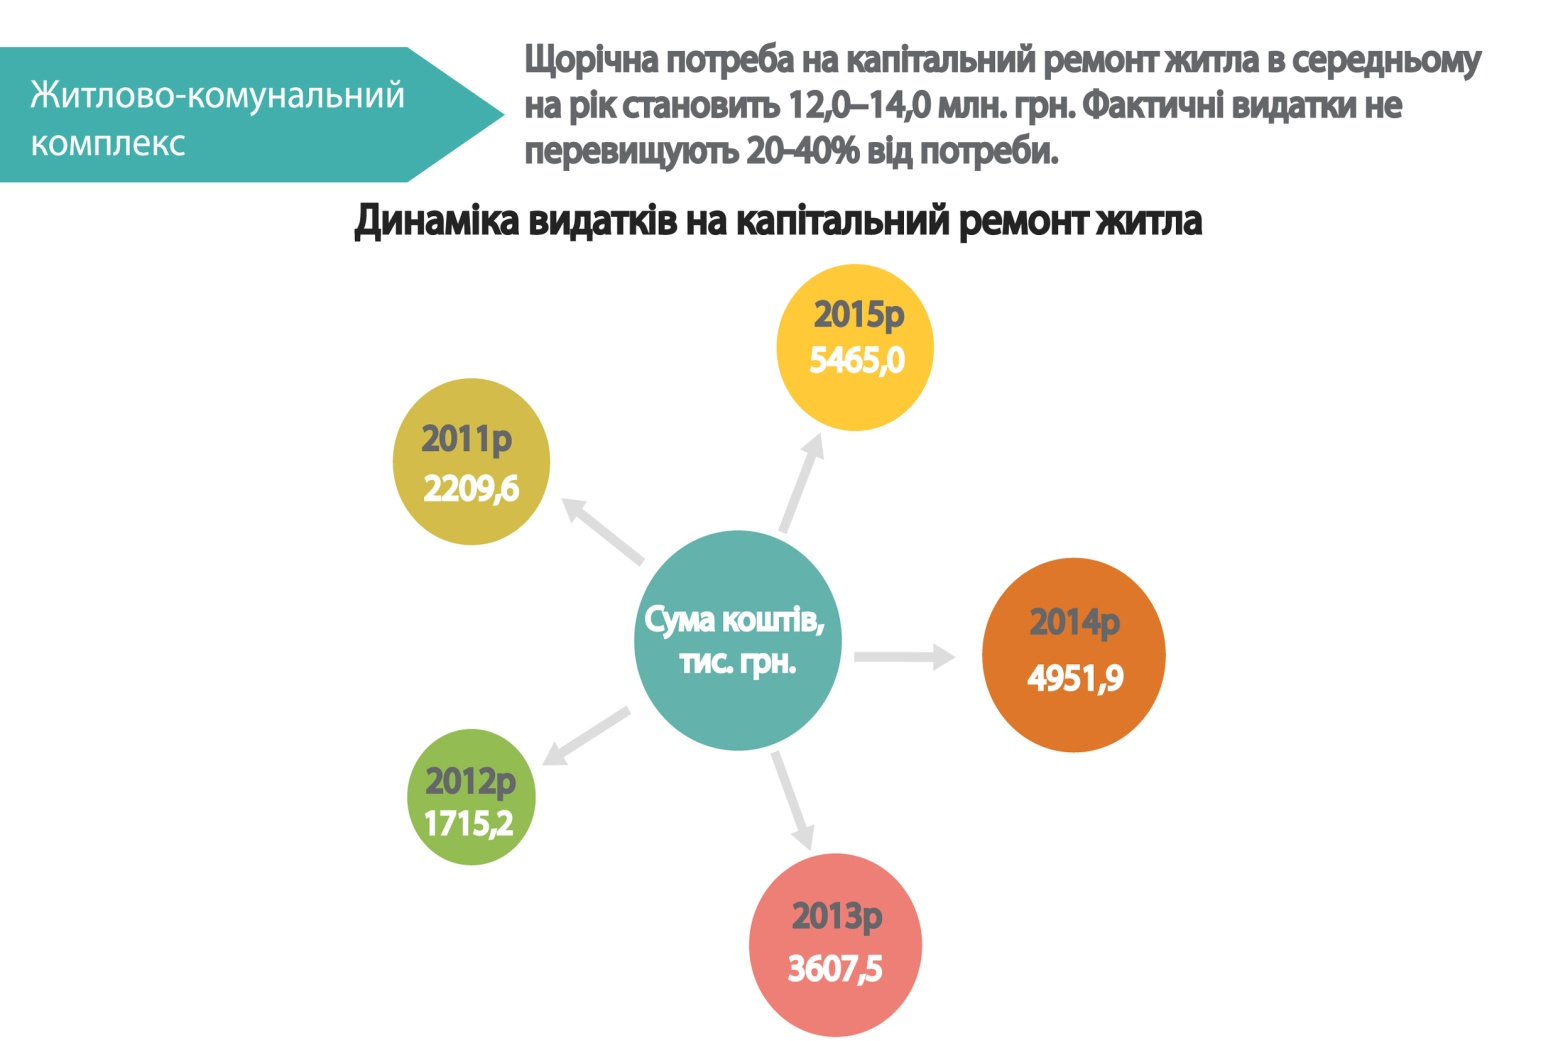 Житлово-комунальний
комплекс
Щорічна потреба на капітальний ремонт житла в середньому
на рік становить 12,0–14,0 млн. грн. Фактичні видатки не
перевищують 20-40% від потреби.
Динаміка видатків на капітальний ремонт житла
2015р
5465,0
2011р
2209,6
Сума коштів,
тис. грн.
2014р
4951,9
2012р
1715,2
2013р
3607,5